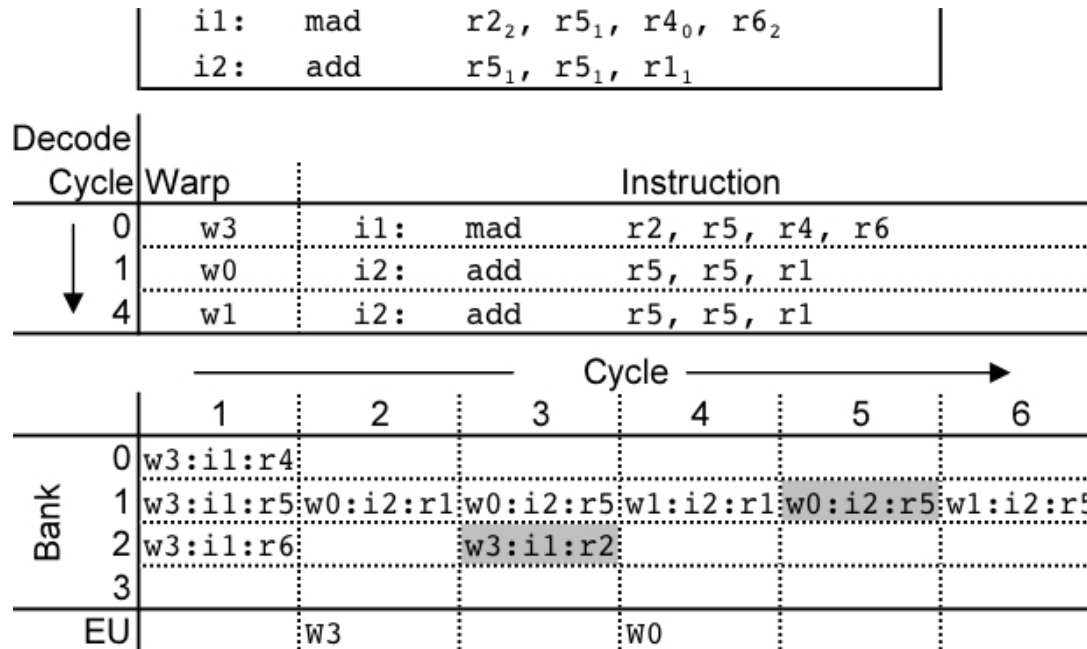 i1: mad r2₂, r5₁, r4₀, r6₂
i2: add r5₁, r5₁, r1₁
Decode
Cycle Warp Instruction
0 w3 i1: mad r2, r5, r4, r6
1 w0 i2: add r5, r5, r1
4 w1 i2: add r5, r5, r1
Cycle
1 2 3 4 5 6
Bank
0 w3:i1:r4
1 w3:i1:r5 w0:i2:r1 w0:i2:r5 w1:i2:r1 w0:i2:r5 w1:i2:r5
2 w3:i1:r6 w3:i1:r2
3
EU W3 W0